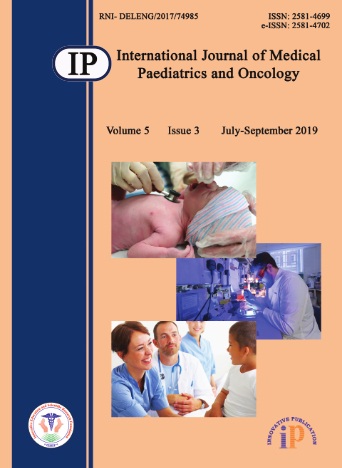 RNI- DELENG/2017/74985
ISSN: 2581-4699
e-ISSN: 2581-4702
IP
International Journal of Medical
Paediatrics and Oncology
Volume 5 Issue 3 July-September 2019
INNOVATIVE PUBLICATION
ip